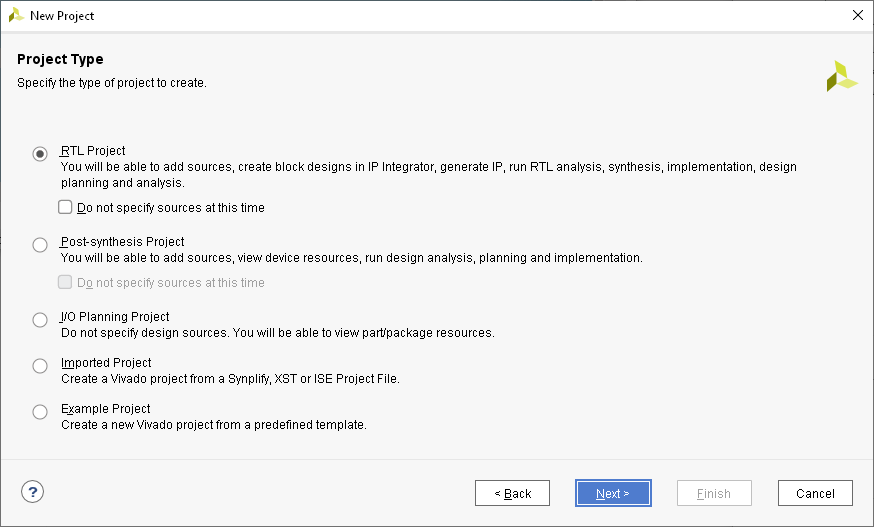 New Project
Project Type
Specify the type of project to create.
RTL Project
You will be able to add sources, create block designs in IP Integrator, generate IP, run RTL analysis, synthesis, implementation, design
planning and analysis.
Do not specify sources at this time
Post-synthesis Project
You will be able to add sources, view device resources, run design analysis, planning and implementation.
Do not specify sources at this time
I/O Planning Project
Do not specify design sources. You will be able to view part/package resources.
Imported Project
Create a Vivado project from a Synplify, XST or ISE Project File.
Example Project
Create a new Vivado project from a predefined template.
?
< Back
Next >
Finish
Cancel